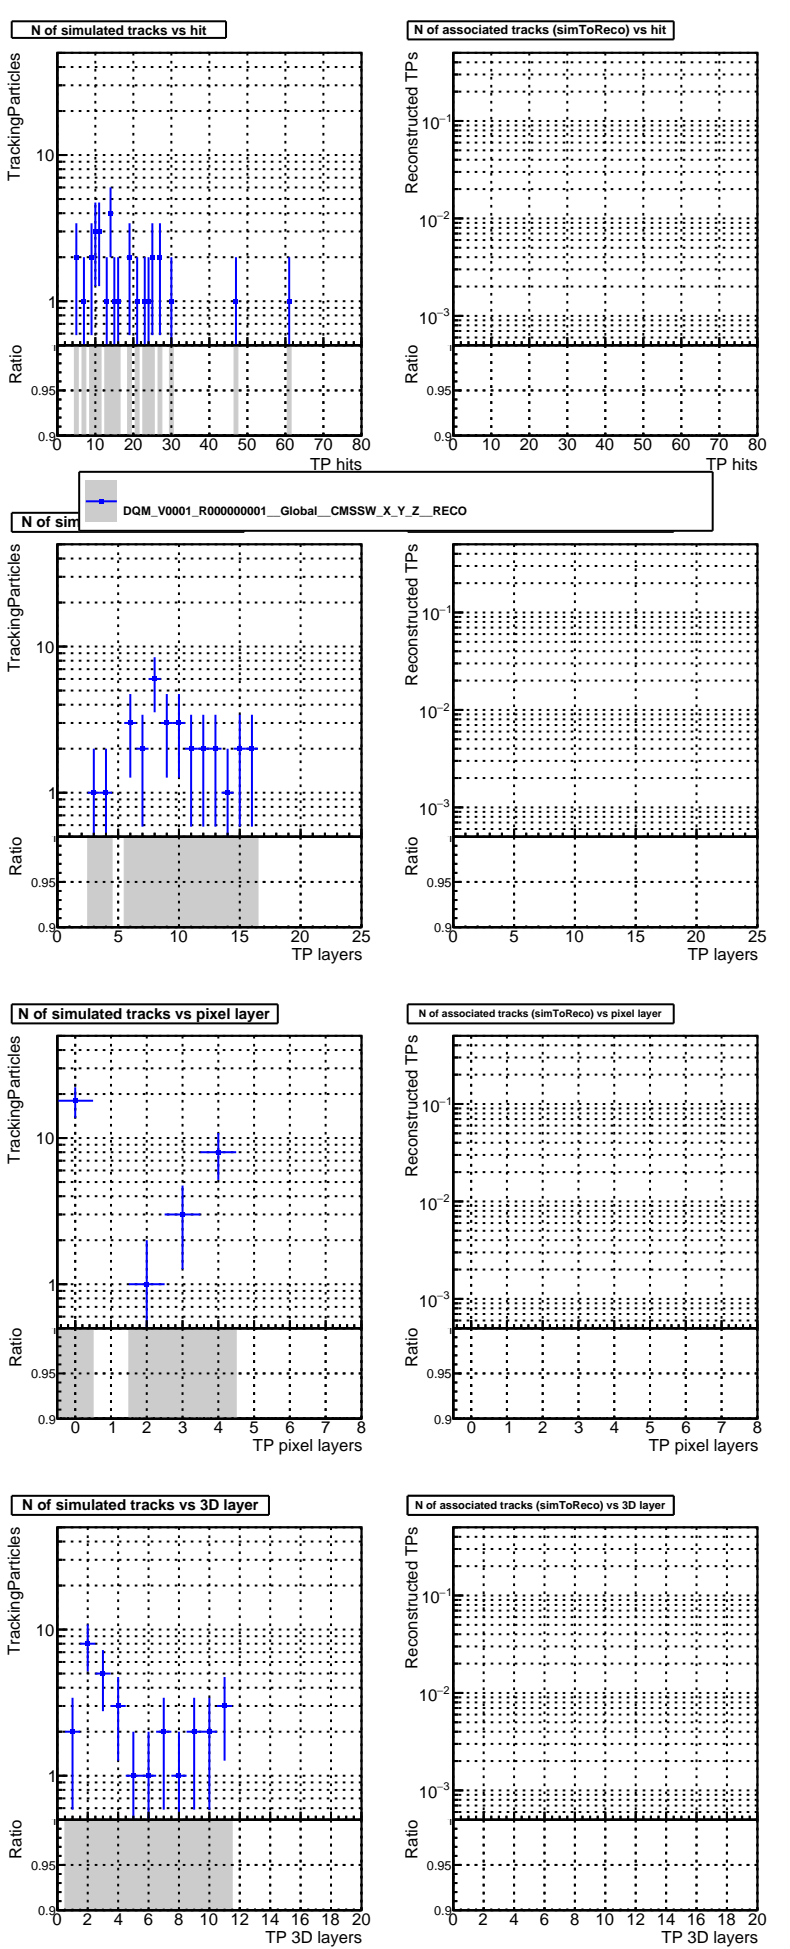 N of simulated tracks vs hit
N of associated tracks (simToReco) vs hit
TrackingParticles
10
1
Ratio
0.95
0.9
0 10 20 30 40 50 60 70 80
TP hits
Reconstructed TPs
10−1
10−2
10−3
Ratio
0.95
0.9
0 10 20 30 40 50 60 70 80
TP hits
DQM_V0001_R000000001__Global__CMSSW_X_Y_Z__RECO
N of sim
TrackingParticles
10
1
Ratio
0.95
0.9
0 5 10 15 20 25
TP layers
Reconstructed TPs
10−1
10−2
10−3
Ratio
0.95
0.9
0 5 10 15 20 25
TP layers
N of simulated tracks vs pixel layer
N of associated tracks (simToReco) vs pixel layer
TrackingParticles
10
1
Ratio
0.95
0.9
0 1 2 3 4 5 6 7 8
TP pixel layers
Reconstructed TPs
10−1
10−2
10−3
Ratio
0.95
0.9
0 1 2 3 4 5 6 7 8
TP pixel layers
N of simulated tracks vs 3D layer
N of associated tracks (simToReco) vs 3D layer
TrackingParticles
10
1
Ratio
0.95
0.9
0 2 4 6 8 10 12 14 16 18 20
TP 3D layers
Reconstructed TPs
10−1
10−2
10−3
Ratio
0.95
0.9
0 2 4 6 8 10 12 14 16 18 20
TP 3D layers